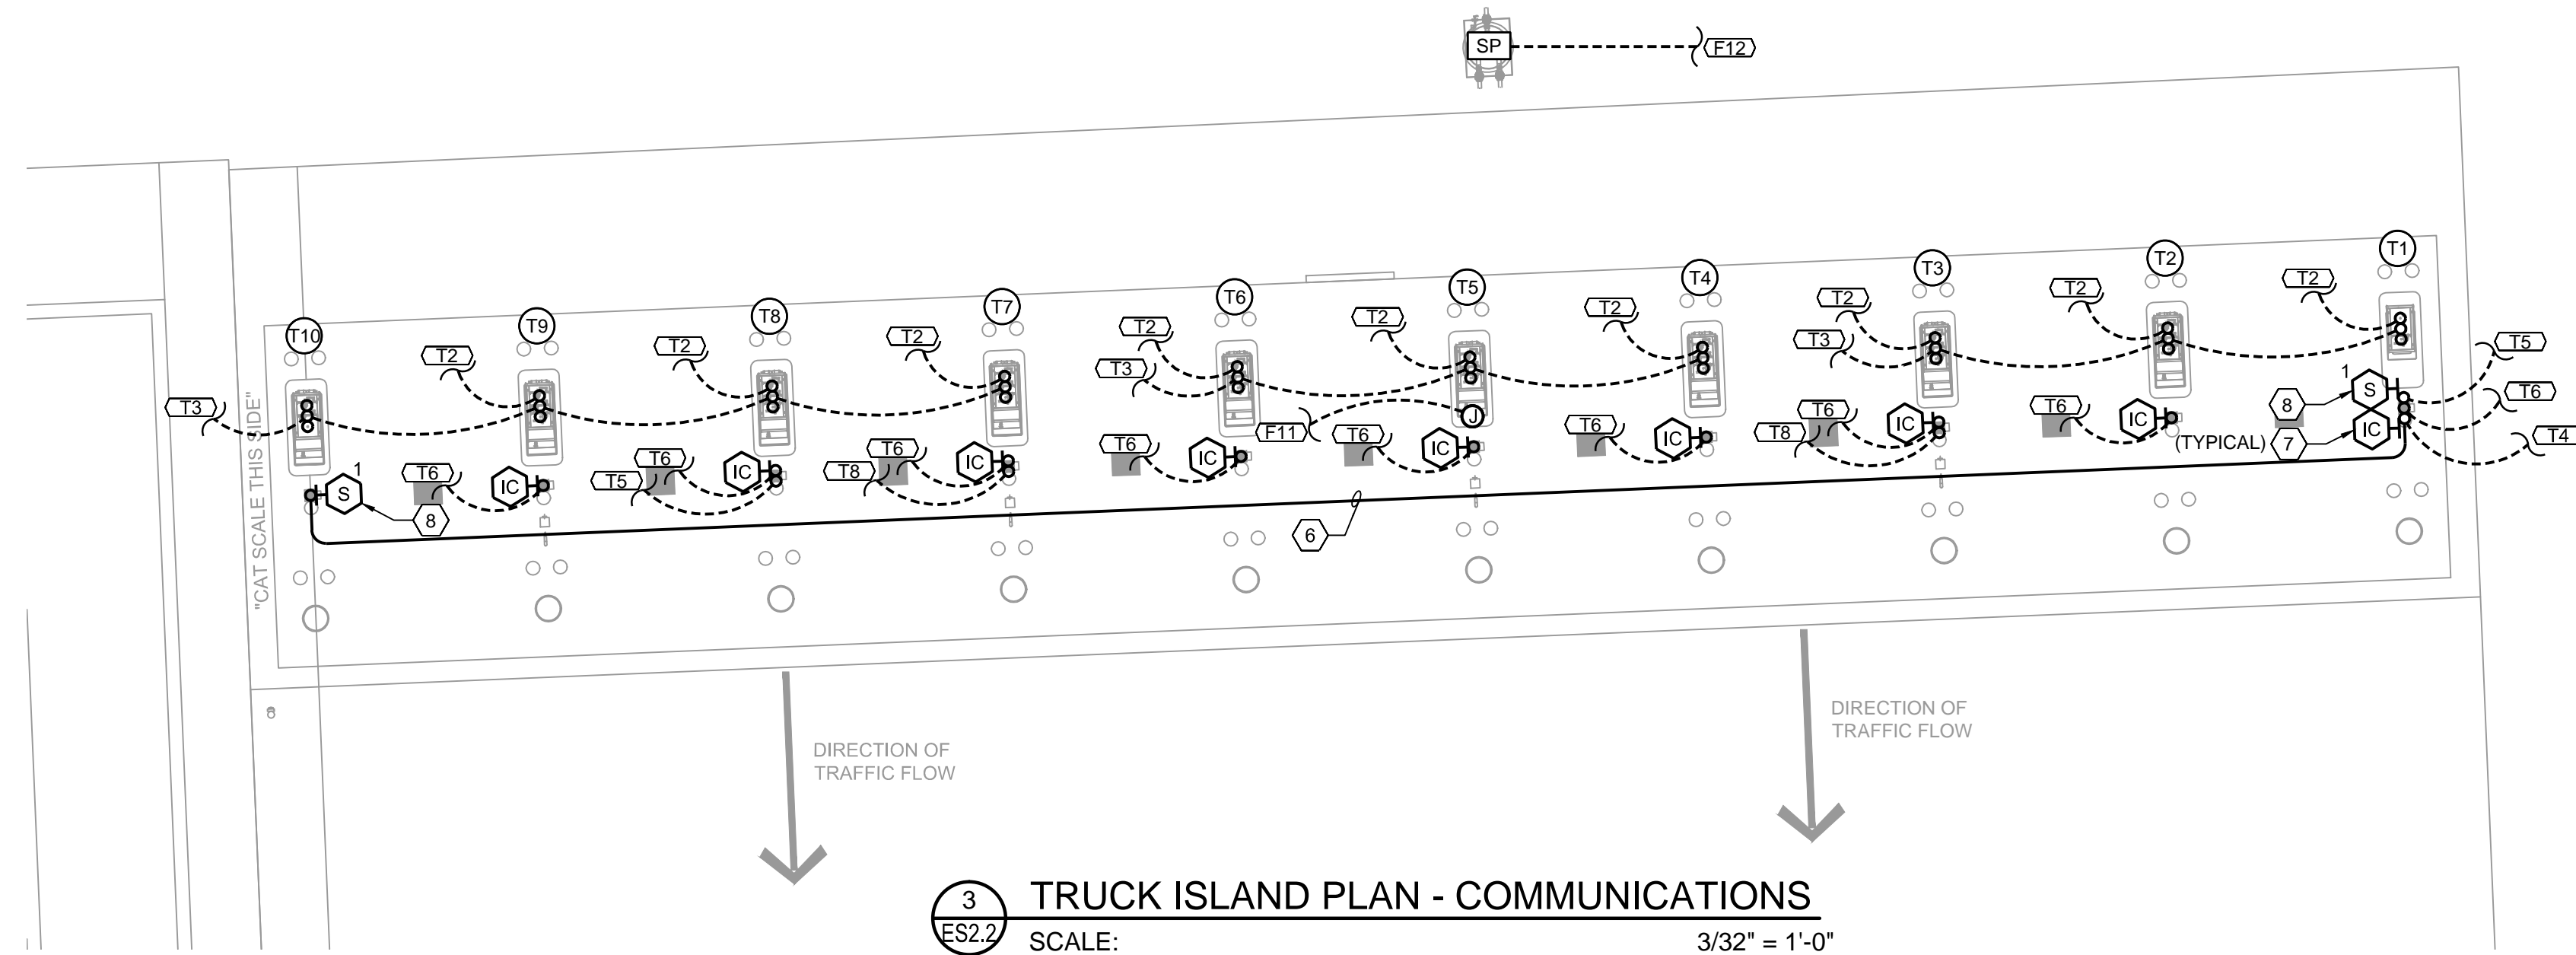 SP
F12
T1
T2
T3
T4
T5
T6
T7
T8
T9
T10
T2
T2
T2
T2
T2
T2
T2
T2
T2
T3
T3
T3
T5
T6
T4
1
S
8
IC
7
(TYPICAL)
T6
IC
T6
T8
IC
T6
IC
F11
J
T6
IC
T6
IC
T6
T8
IC
T6
T5
IC
T6
IC
1
S
8
6
"CAT SCALE THIS SIDE"
DIRECTION OF
TRAFFIC FLOW
DIRECTION OF
TRAFFIC FLOW
3
ES2.2
TRUCK ISLAND PLAN - COMMUNICATIONS
SCALE: 3/32" = 1'-0"